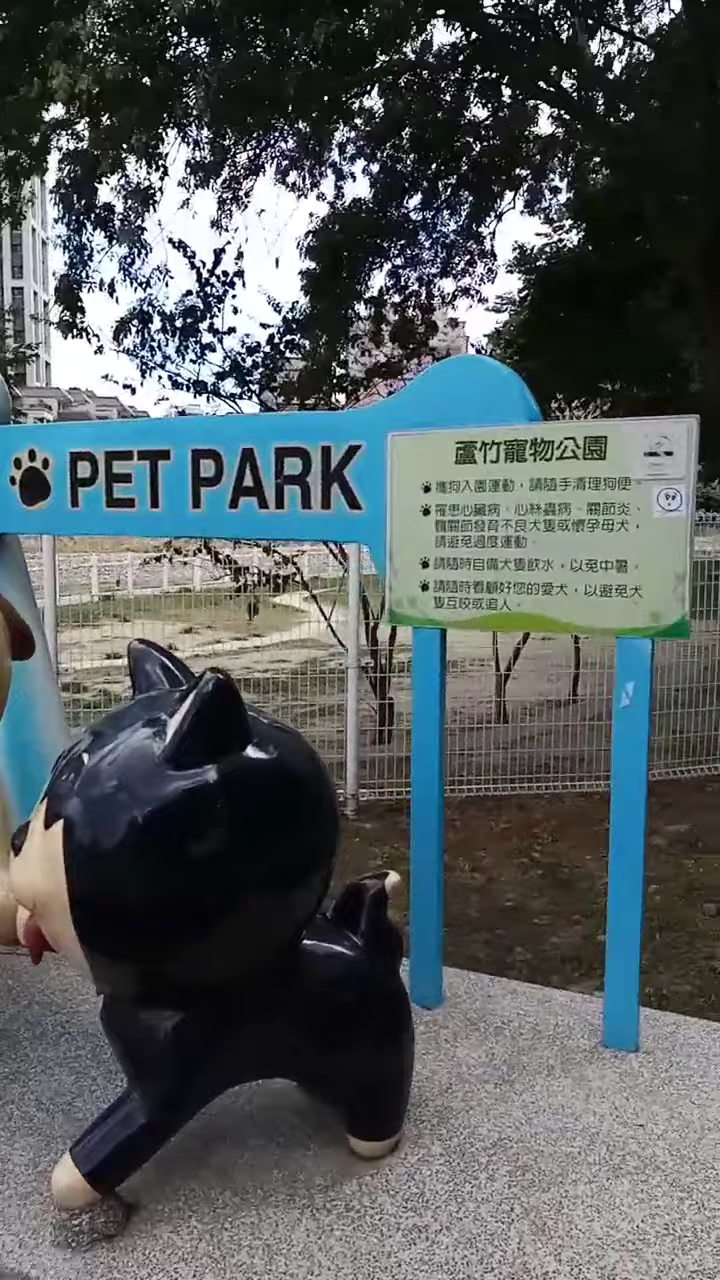 PET PARK
蘆竹寵物公園
攜狗入園運動，請隨手清理狗便。
罹患心臟病、心絲蟲病、關節炎、
髖關節發育不良犬隻或懷孕母犬，
請避免過度運動。
請隨時自備犬隻飲水，以免中暑。
請隨時看顧好您的愛犬，以避免犬
隻互咬或追人。